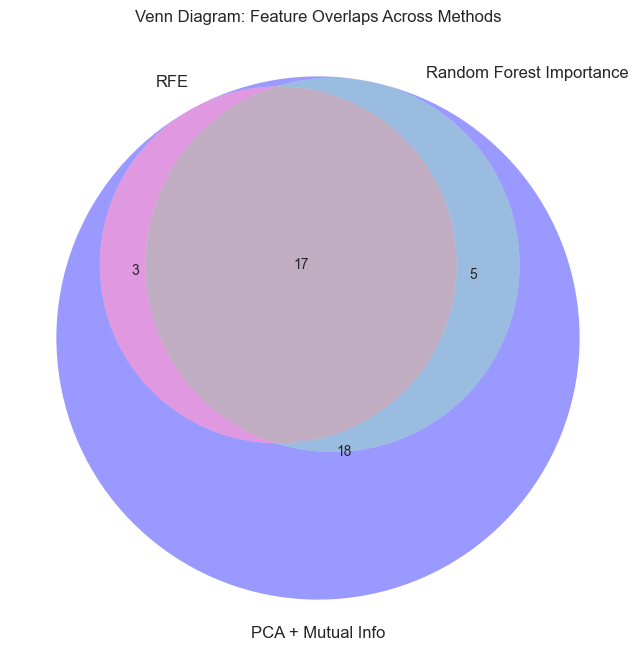 Venn Diagram: Feature Overlaps Across Methods
Random Forest Importance
RFE
17
3
5
18
PCA + Mutual Info